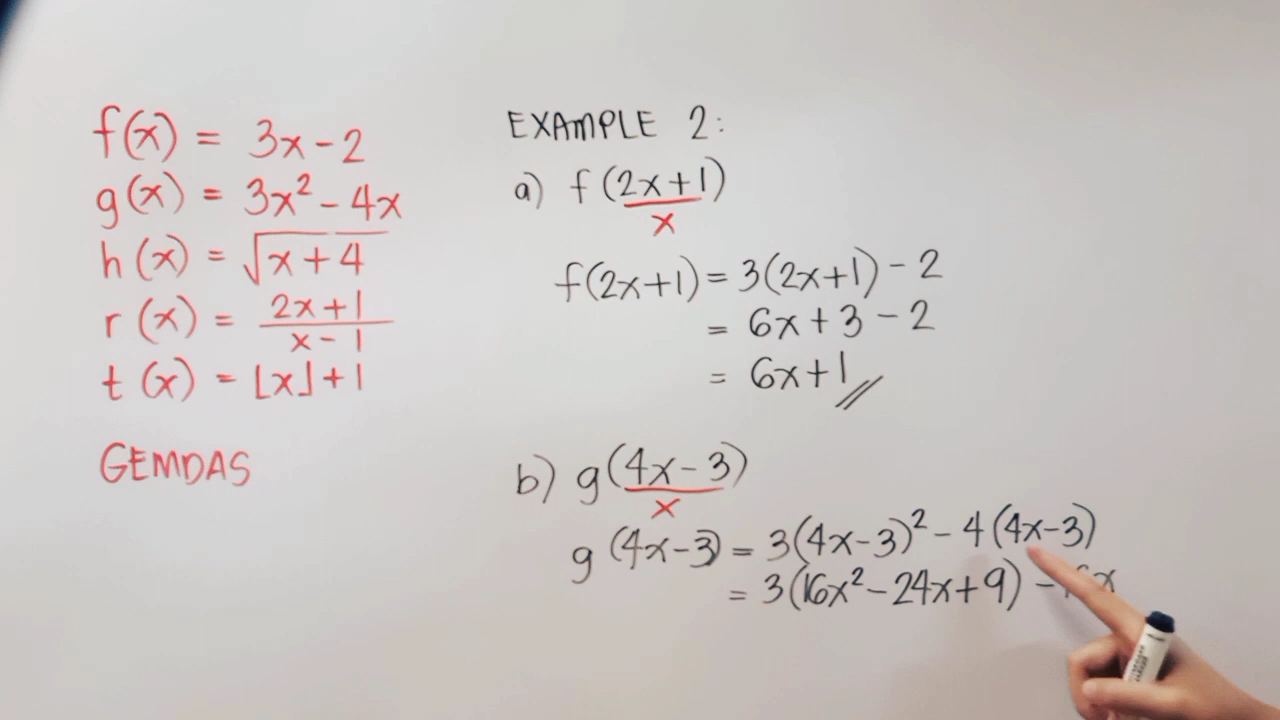 f(x) = 3x - 2
g(x) = 3x² - 4x
h(x) = √(x + 4)
r(x) = (2x + 1)/(x - 1)
t(x) = ⌊x⌋ + 1
GEMDAS
EXAMPLE 2:
a) f(2x+1)
x
f(2x+1) = 3(2x+1) - 2
= 6x + 3 - 2
= 6x+1 //
b) g(4x-3)
x
g(4x-3) = 3(4x-3)² - 4(4x-3)
= 3(16x² - 24x + 9) -